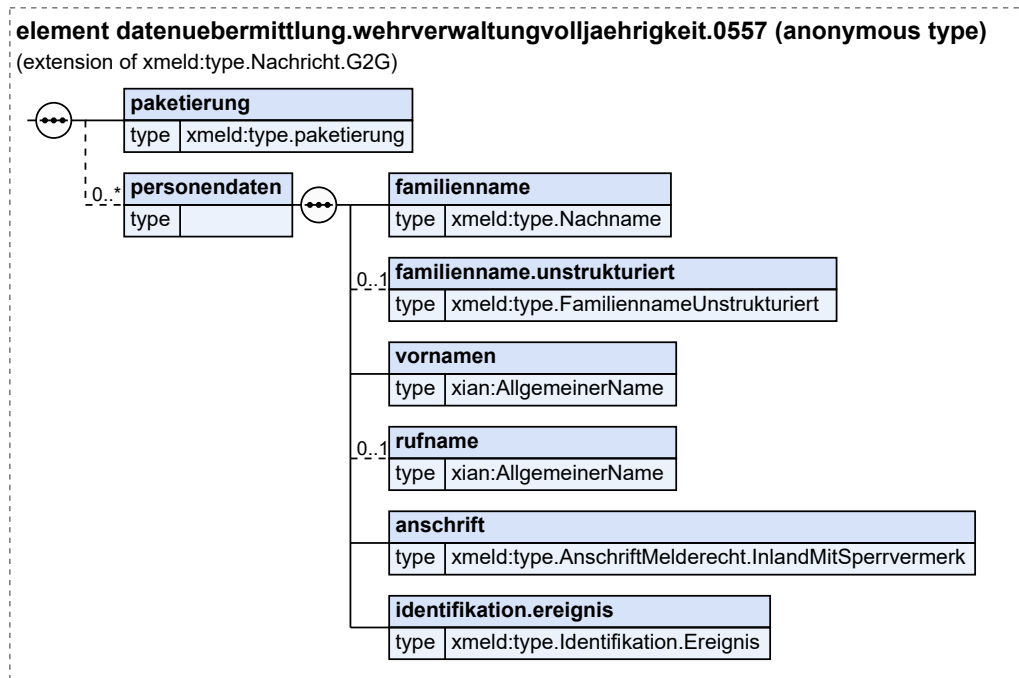 element datenuebermittlung.wehrverwaltungvolljaehrigkeit.0557 (anonymous type)
(extension of xmeld:type.Nachricht.G2G)
paketierung
type xmeld:type.paketierung
0..*
personendaten
type
familienname
type xmeld:type.Nachname
0..1
familienname.unstrukturiert
type xmeld:type.FamiliennameUnstrukturiert
vornamen
type xian:AllgemeinerName
0..1
rufname
type xian:AllgemeinerName
anschrift
type xmeld:type.AnschriftMelderecht.InlandMitSperrvermerk
identifikation.ereignis
type xmeld:type.Identifikation.Ereignis